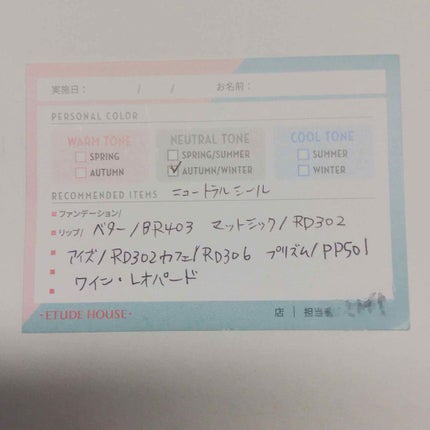 実施日: / / お名前:
PERSONAL COLOR
WARM TONE NEUTRAL TONE COOL TONE
SPRING SPRING/SUMMER SUMMER
AUTUMN AUTUMN/WINTER WINTER
RECOMMENDED ITEMS ニュートラルシール
ファンデーション/
リップ/ ベター/BR403 マットシック/RD302
アイズ/RD302カフェ/RD306 プリズム/PP501
ワイン・レオパード
ETUDE HOUSE 店 | 担当者